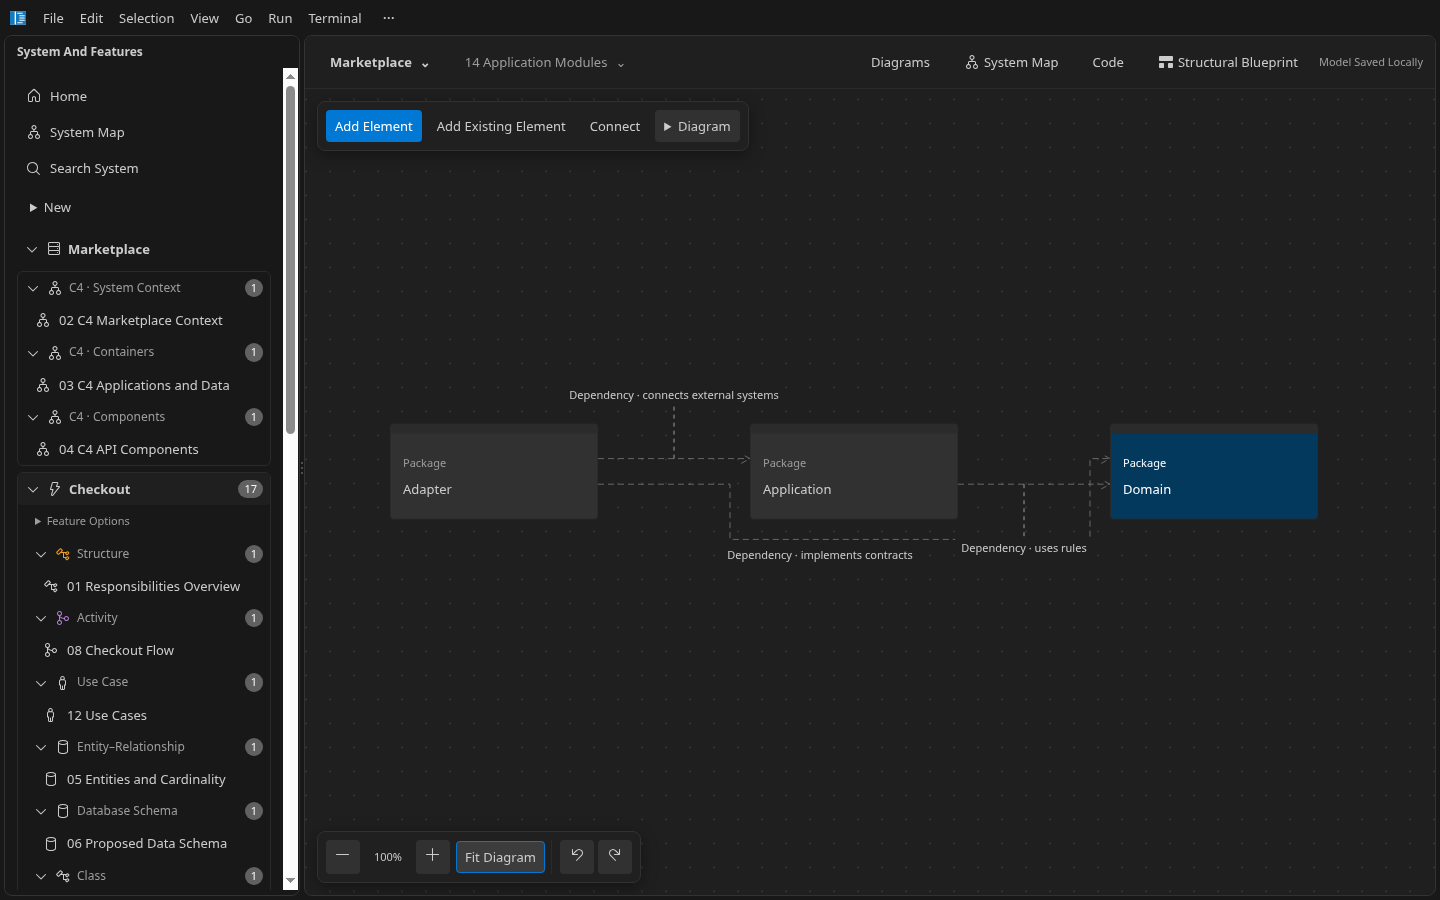 File Edit Selection View Go Run Terminal ···
System And Features
Home
System Map
Search System
New
Marketplace
C4 · System Context 1
02 C4 Marketplace Context
C4 · Containers 1
03 C4 Applications and Data
C4 · Components 1
04 C4 API Components
Checkout 17
Feature Options
Structure 1
01 Responsibilities Overview
Activity 1
08 Checkout Flow
Use Case 1
12 Use Cases
Entity–Relationship 1
05 Entities and Cardinality
Database Schema 1
06 Proposed Data Schema
Class 1
Marketplace 14 Application Modules Diagrams System Map Code Structural Blueprint Model Saved Locally
Add Element Add Existing Element Connect Diagram
Dependency · connects external systems
Package
Adapter
Package
Application
Package
Domain
Dependency · implements contracts
Dependency · uses rules
100% Fit Diagram